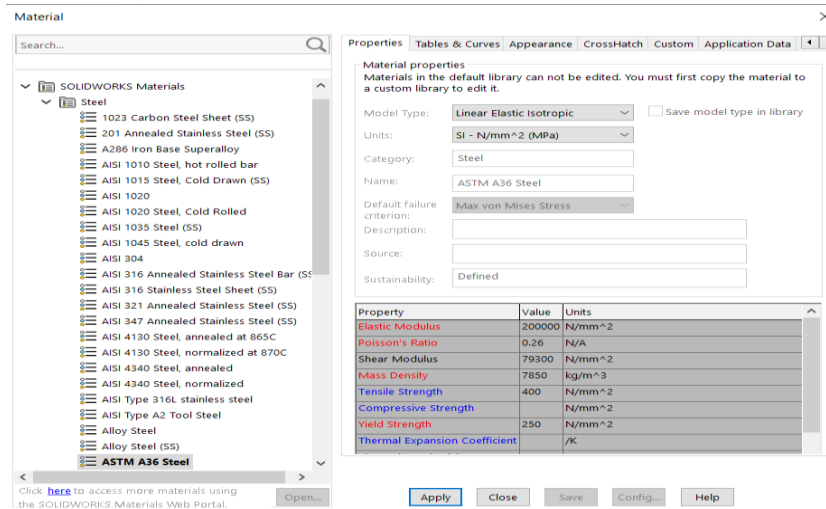 Material
Search...
SOLIDWORKS Materials
Steel
1023 Carbon Steel Sheet (SS)
201 Annealed Stainless Steel (SS)
A286 Iron Base Superalloy
AISI 1010 Steel, hot rolled bar
AISI 1015 Steel, Cold Drawn (SS)
AISI 1020
AISI 1020 Steel, Cold Rolled
AISI 1035 Steel (SS)
AISI 1045 Steel, cold drawn
AISI 304
AISI 316 Annealed Stainless Steel Bar (SS
AISI 316 Stainless Steel Sheet (SS)
AISI 321 Annealed Stainless Steel (SS)
AISI 347 Annealed Stainless Steel (SS)
AISI 4130 Steel, annealed at 865C
AISI 4130 Steel, normalized at 870C
AISI 4340 Steel, annealed
AISI 4340 Steel, normalized
AISI Type 316L stainless steel
AISI Type A2 Tool Steel
Alloy Steel
Alloy Steel (SS)
ASTM A36 Steel
Click here to access more materials using
the SOLIDWORKS Materials Web Portal.
Open...
Properties Tables & Curves Appearance CrossHatch Custom Application Data
Material properties
Materials in the default library can not be edited. You must first copy the material to
a custom library to edit it.
Model Type: Linear Elastic Isotropic Save model type in library
Units: SI - N/mm^2 (MPa)
Category: Steel
Name: ASTM A36 Steel
Default failure
criterion: Max von Mises Stress
Description:
Source:
Sustainability: Defined
Property Value Units
Elastic Modulus 200000 N/mm^2
Poisson's Ratio 0.26 N/A
Shear Modulus 79300 N/mm^2
Mass Density 7850 kg/m^3
Tensile Strength 400 N/mm^2
Compressive Strength N/mm^2
Yield Strength 250 N/mm^2
Thermal Expansion Coefficient /K
Apply Close Save Config... Help